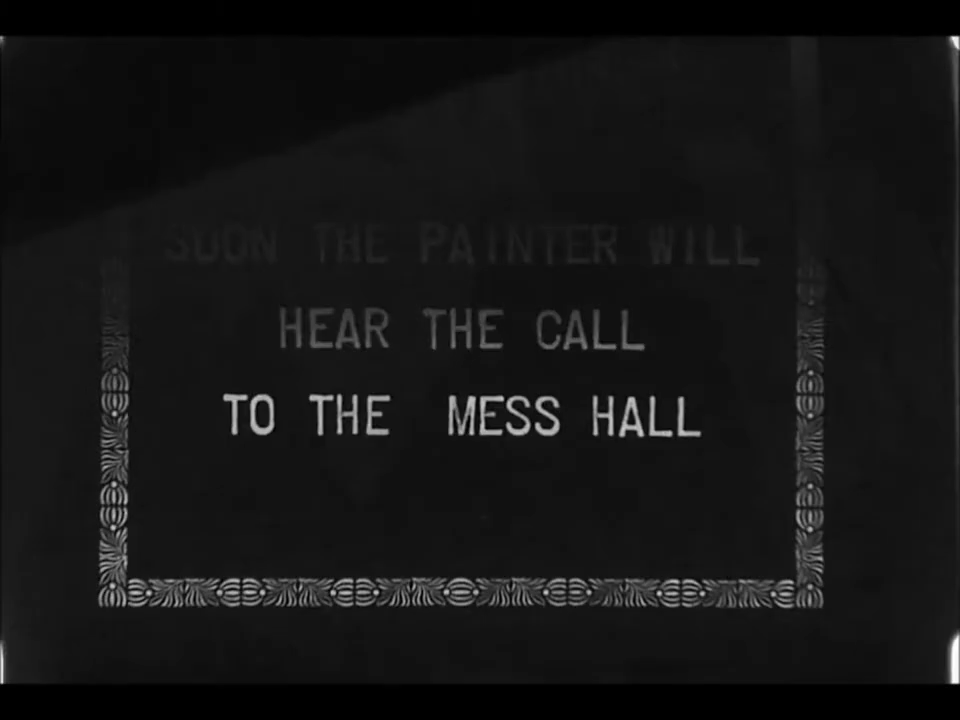 SOON THE PAINTER WILL
HEAR THE CALL
TO THE MESS HALL